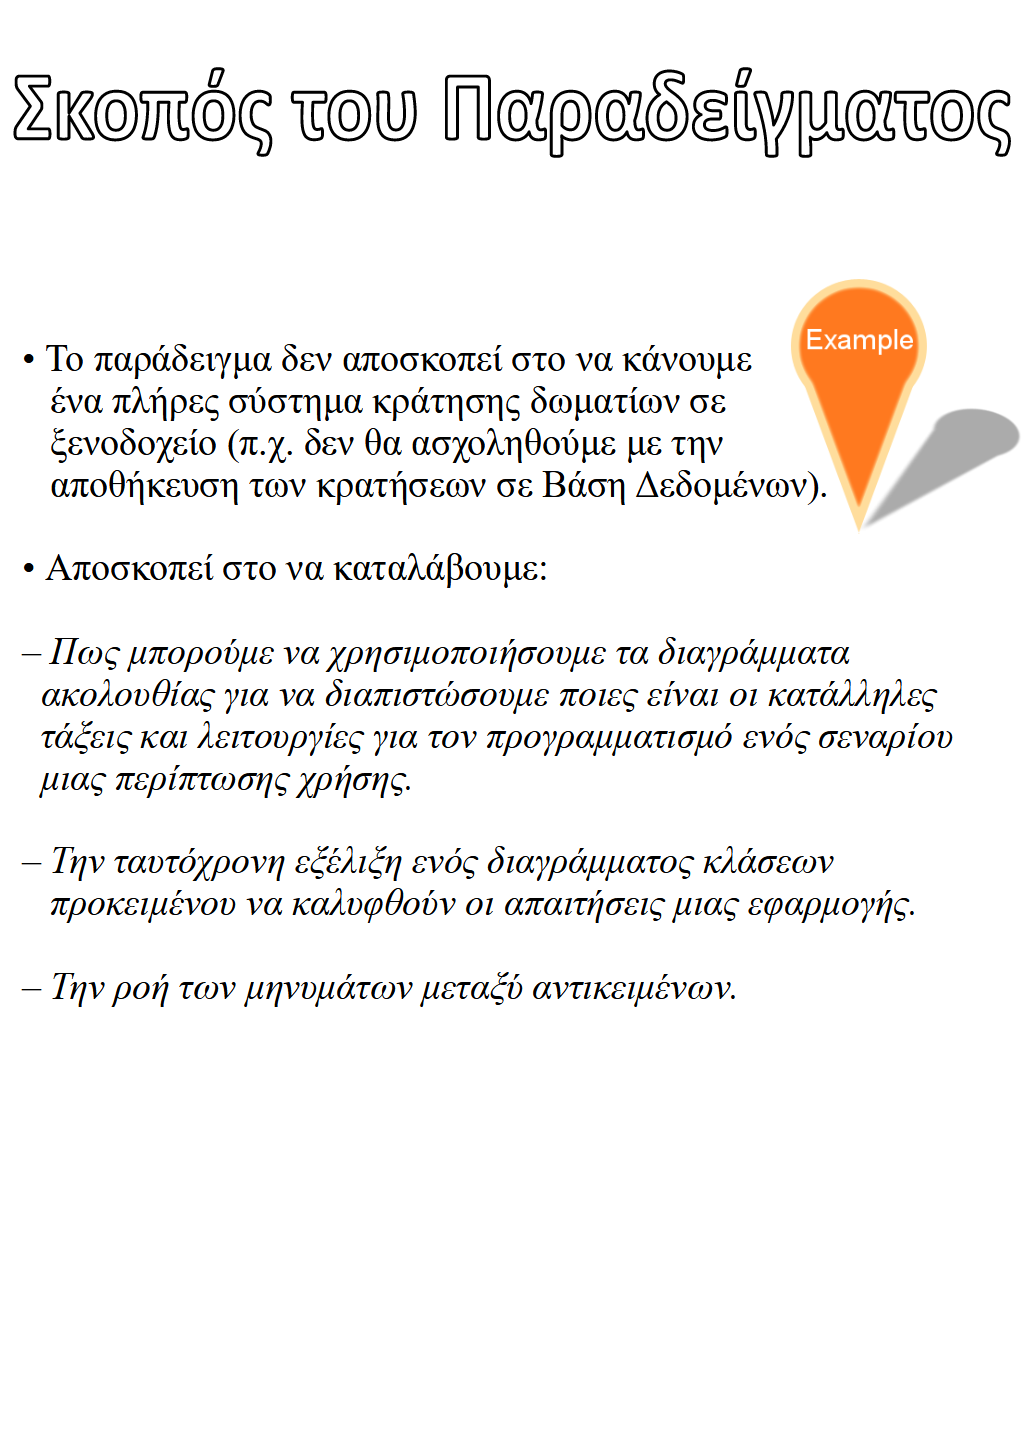 Σκοπός του Παραδείγματος
Example
• Το παράδειγμα δεν αποσκοπεί στο να κάνουμε
ένα πλήρες σύστημα κράτησης δωματίων σε
ξενοδοχείο (π.χ. δεν θα ασχοληθούμε με την
αποθήκευση των κρατήσεων σε Βάση Δεδομένων).
• Αποσκοπεί στο να καταλάβουμε:
– Πως μπορούμε να χρησιμοποιήσουμε τα διαγράμματα
ακολουθίας για να διαπιστώσουμε ποιες είναι οι κατάλληλες
τάξεις και λειτουργίες για τον προγραμματισμό ενός σεναρίου
μιας περίπτωσης χρήσης.
– Την ταυτόχρονη εξέλιξη ενός διαγράμματος κλάσεων
προκειμένου να καλυφθούν οι απαιτήσεις μιας εφαρμογής.
– Την ροή των μηνυμάτων μεταξύ αντικειμένων.